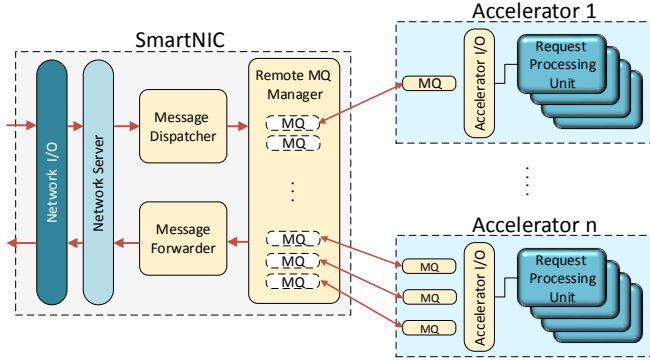 SmartNIC
Network I/O
Network Server
Message
Dispatcher
Message
Forwarder
Remote MQ
Manager
MQ
MQ
MQ
MQ
MQ
Accelerator 1
MQ
Accelerator I/O
Request
Processing
Unit
Accelerator n
MQ
MQ
MQ
Accelerator I/O
Request
Processing
Unit